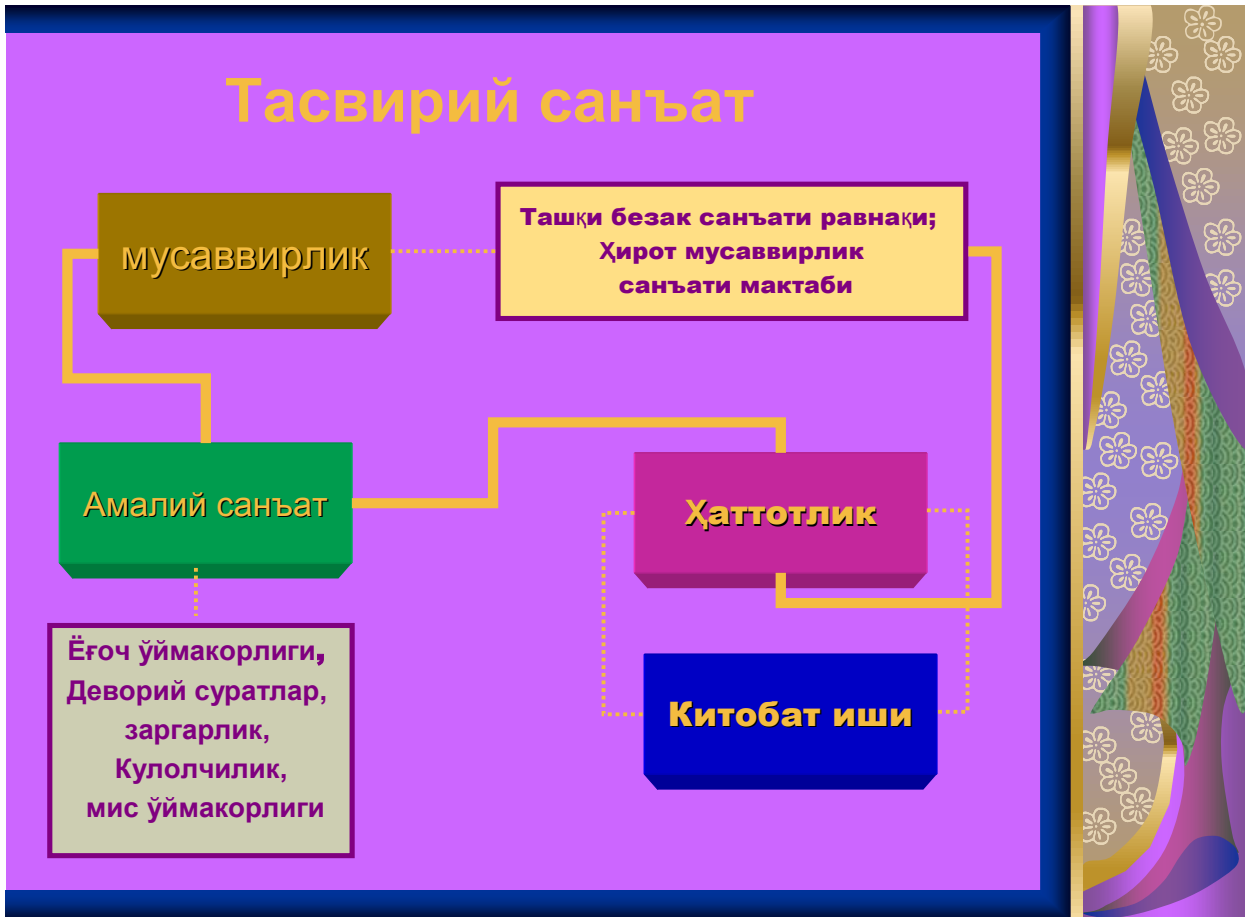 Тасвирий санъат
мусаввирлик
Ташқи безак санъати равнақи;
Ҳирот мусаввирлик
санъати мактаби
Амалий санъат
Ҳаттотлик
Ёғоч ўймакорлиги,
Деворий суратлар,
заргарлик,
Кулолчилик,
мис ўймакорлиги
Китобат иши